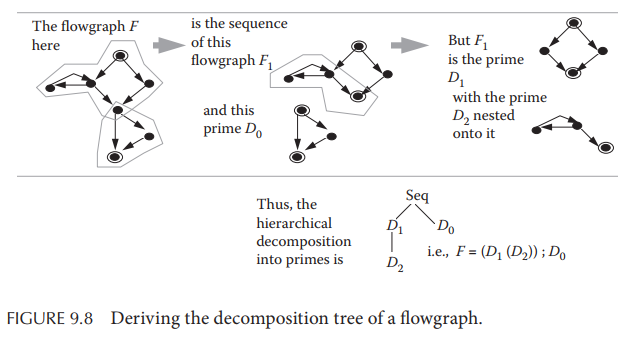 The flowgraph F
here
is the sequence
of this
flowgraph F1
and this
prime D0
But F1
is the prime
D1
with the prime
D2 nested
onto it
Thus, the
hierarchical
decomposition
into primes is
Seq
D1 D0
D2
i.e., F = (D1 (D2)) ; D0
FIGURE 9.8 Deriving the decomposition tree of a flowgraph.